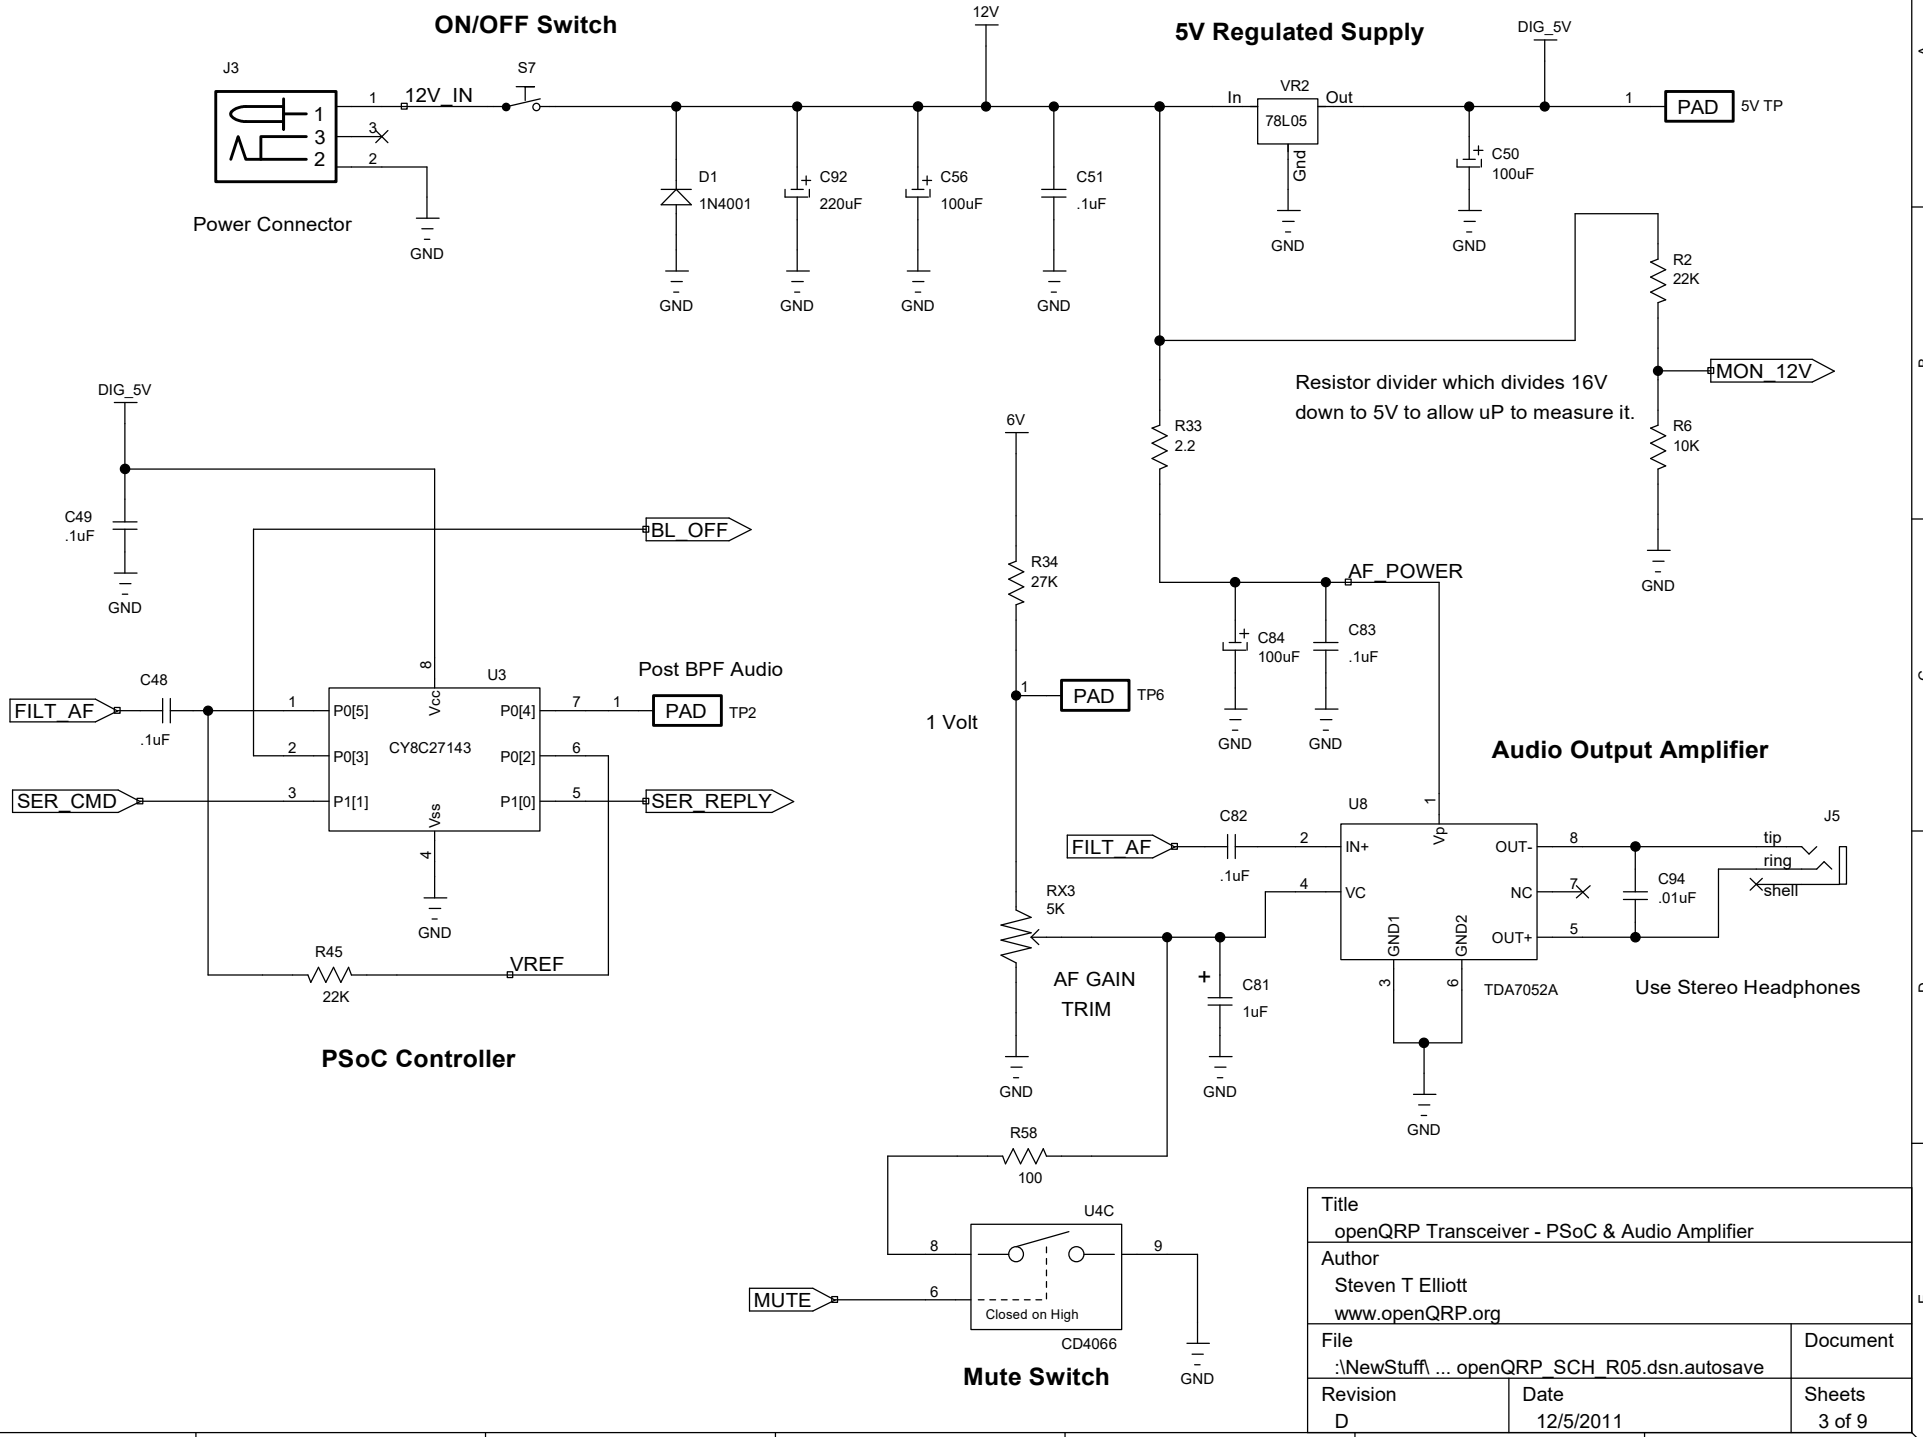 ON/OFF Switch
12V
5V Regulated Supply
DIG_5V
A
J3
S7
VR2
1
12V_IN
In
Out
1
PAD
5V TP
1
3
2
3
2
78L05
Gnd
D1
1N4001
+
C92
220uF
+
C56
100uF
C51
.1uF
+
C50
100uF
Power Connector
GND
GND
GND
GND
GND
GND
GND
R2
22K
B
MON_12V
Resistor divider which divides 16V
down to 5V to allow uP to measure it.
DIG_5V
6V
R33
2.2
R6
10K
C49
.1uF
GND
BL_OFF
R34
27K
AF_POWER
GND
+
C84
100uF
C83
.1uF
GND
GND
C
8
U3
Post BPF Audio
C48
FILT_AF
.1uF
1
P0[5]
Vcc
P0[4]
7
1
PAD
TP2
1
PAD
TP6
1 Volt
2
P0[3]
CY8C27143
P0[2]
6
SER_CMD
3
P1[1]
Vss
P1[0]
5
SER_REPLY
4
GND
R45
22K
VREF
PSoC Controller
Audio Output Amplifier
U8
1
J5
C82
FILT_AF
.1uF
2
IN+
Vp
OUT-
8
tip
ring
shell
4
VC
NC
7
C94
.01uF
RX3
5K
GND1
GND2
OUT+
5
AF GAIN
TRIM
+
C81
1uF
3
6
TDA7052A
Use Stereo Headphones
D
GND
GND
GND
R58
100
U4C
8
9
MUTE
6
Closed on High
CD4066
Mute Switch
GND
E
Title
openQRP Transceiver - PSoC & Audio Amplifier
Author
Steven T Elliott
www.openQRP.org
File
:\NewStuff\ ... openQRP_SCH_R05.dsn.autosave
Document
Revision
D
Date
12/5/2011
Sheets
3 of 9